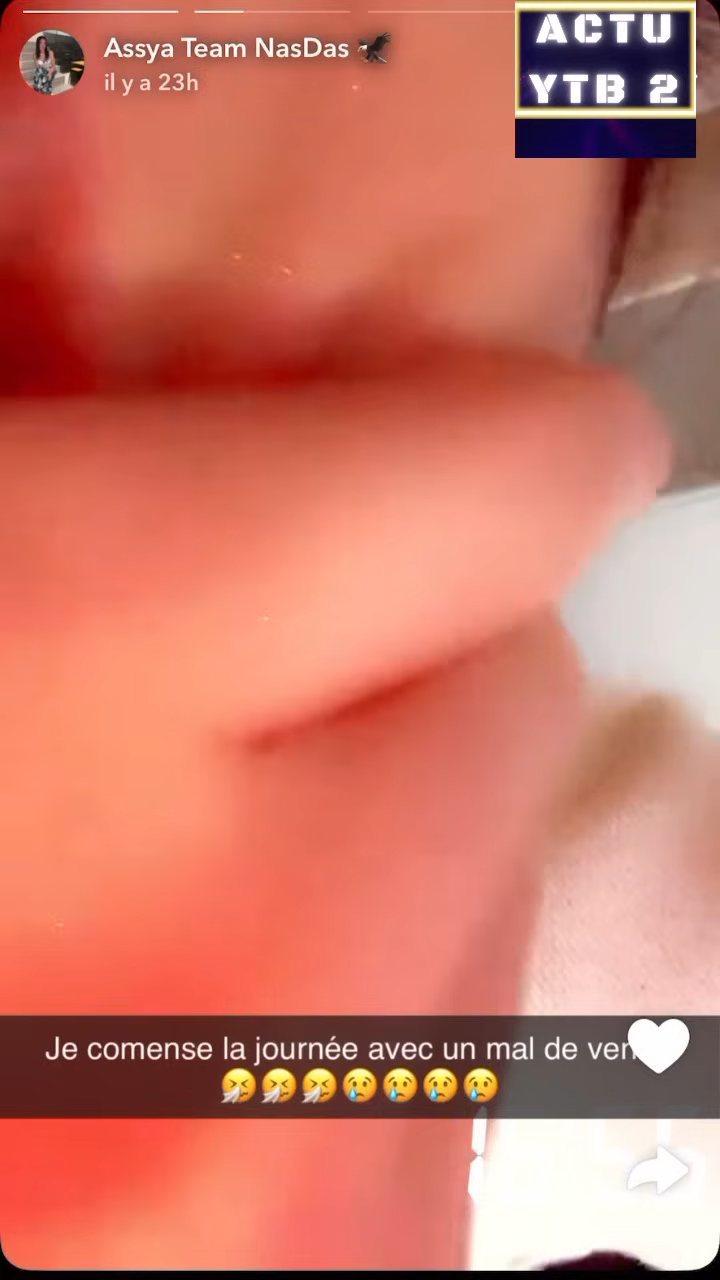 Assya Team NasDas
il y a 23h
ACTU
YTB 2
Je comense la journée avec un mal de ven
🤧🤧🤧😢😢😢😢